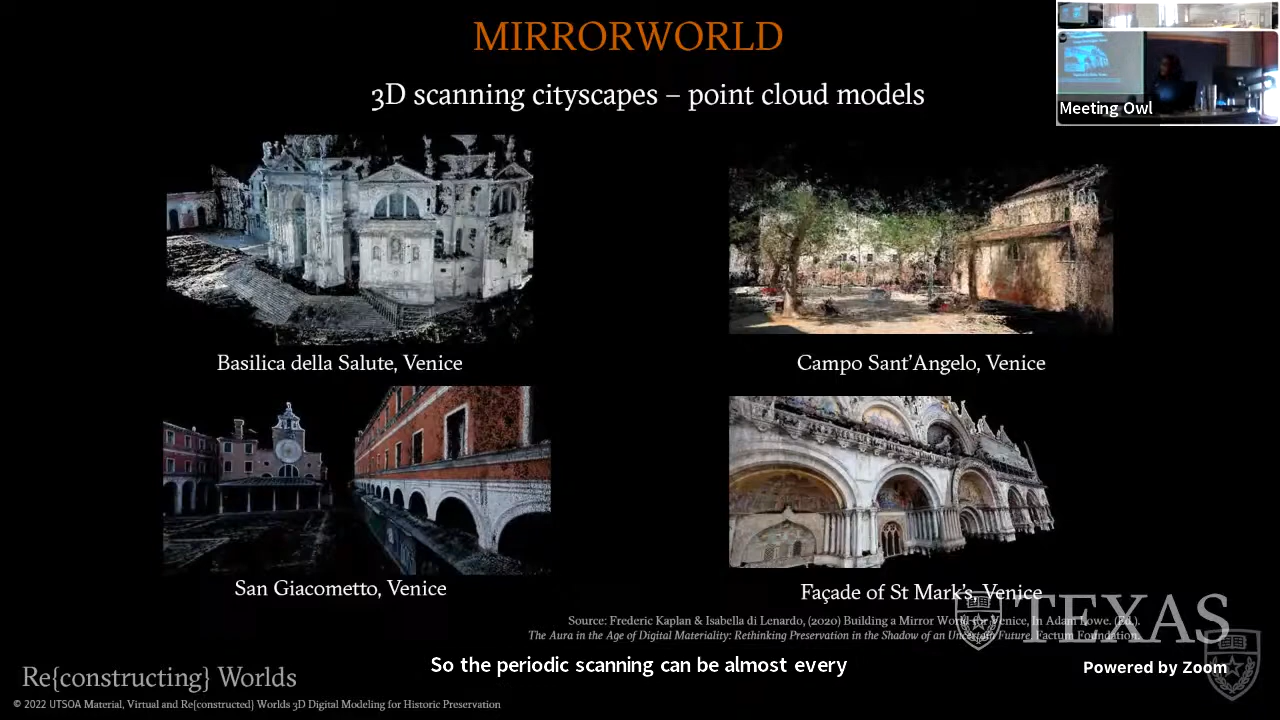 MIRRORWORLD
3D scanning cityscapes – point cloud models
Meeting Owl
Basilica della Salute, Venice
Campo Sant'Angelo, Venice
San Giacometto, Venice
Façade of St Mark's, Venice
TEXAS
Source: Frederic Kaplan & Isabella di Lenardo, (2020) Building a Mirror World for Venice, In Adam Lowe. (Ed.).
The Aura in the Age of Digital Materiality: Rethinking Preservation in the Shadow of an Uncertain Future, Factum Foundation.
So the periodic scanning can be almost every
Powered by Zoom
Re{constructing} Worlds
© 2022 UTSOA Material, Virtual and Re{constructed} Worlds 3D Digital Modeling for Historic Preservation